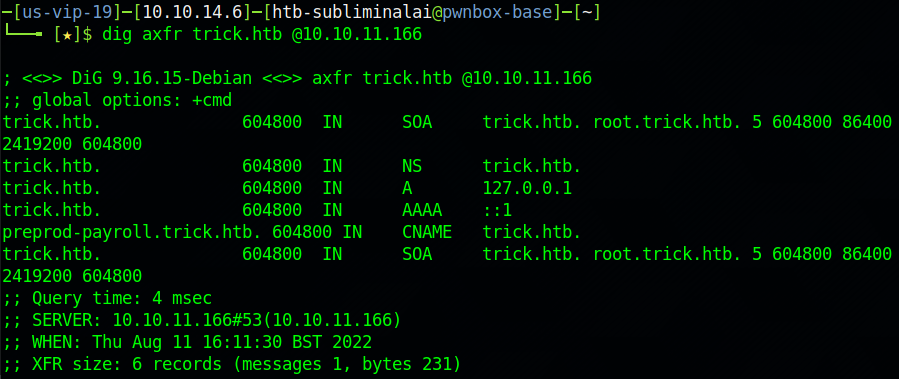 ─[us-vip-19]─[10.10.14.6]─[htb-subliminalai@pwnbox-base]─[~]
└──╼ [★]$ dig axfr trick.htb @10.10.11.166
; <<>> DiG 9.16.15-Debian <<>> axfr trick.htb @10.10.11.166
;; global options: +cmd
trick.htb. 604800 IN SOA trick.htb. root.trick.htb. 5 604800 86400
2419200 604800
trick.htb. 604800 IN NS trick.htb.
trick.htb. 604800 IN A 127.0.0.1
trick.htb. 604800 IN AAAA ::1
preprod-payroll.trick.htb. 604800 IN CNAME trick.htb.
trick.htb. 604800 IN SOA trick.htb. root.trick.htb. 5 604800 86400
2419200 604800
;; Query time: 4 msec
;; SERVER: 10.10.11.166#53(10.10.11.166)
;; WHEN: Thu Aug 11 16:11:30 BST 2022
;; XFR size: 6 records (messages 1, bytes 231)